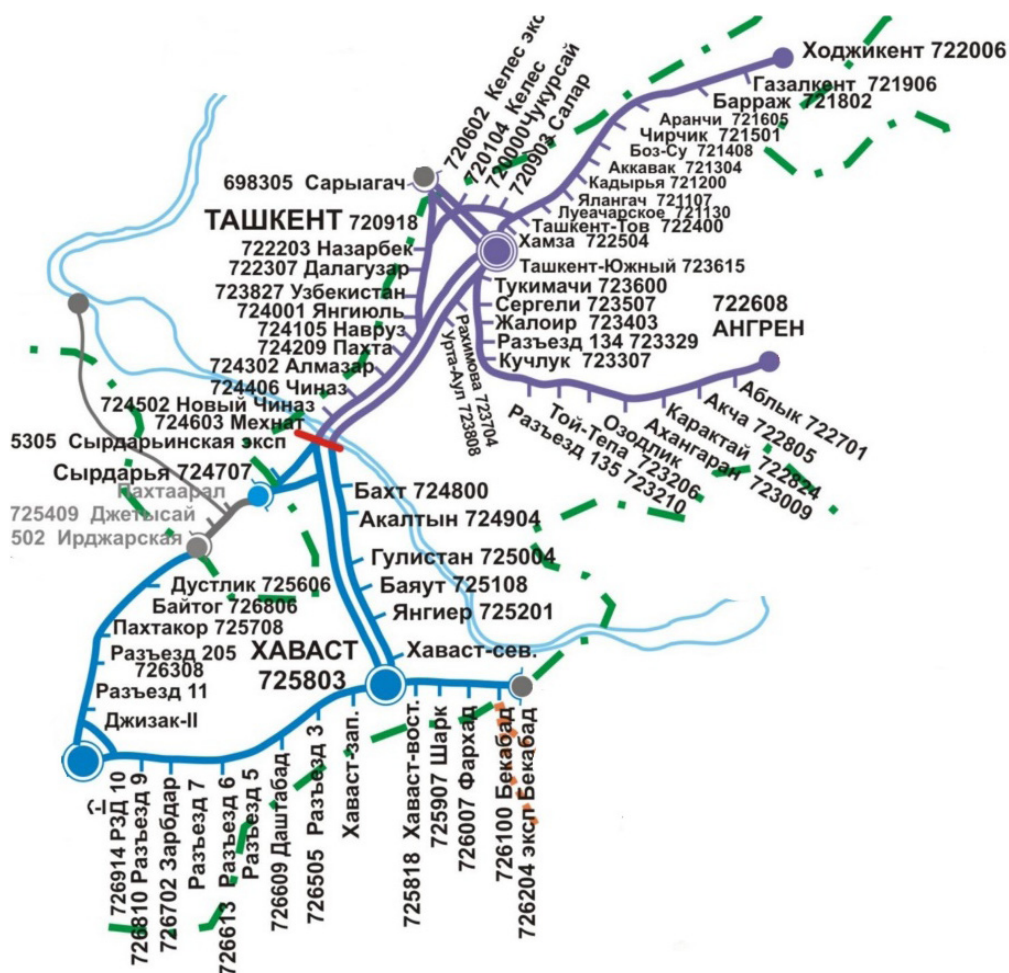 Ходжикент 722006
Газалкент 721906
Барраж 721802
Аранчи 721605
Чирчик 721501
Боз-Су 721408
Аккавак 721304
Кадырья 721200
Ялангач 721107
Луеачарское 721130
Ташкент-Тов 722400
Хамза 722504
720602 Келес экс
720104 Келес
720000 Чукурсай
720903 Салар
698305 Сарыагач
ТАШКЕНТ 720918
722203 Назарбек
722307 Далагузар
723827 Узбекистан
724001 Янгиюль
724105 Навруз
724209 Пахта
724302 Алмазар
724406 Чиназ
724502 Новый Чиназ
724603 Мехнат
5305 Сырдарьинская эксп
Сырдарья 724707
Пахтаарал
725409 Джетысай
502 Ирджарская
Ташкент-Южный 723615
Тукимачи 723600
Сергели 723507
Жалоир 723403
Разъезд 134 723329
Кучлук 723307
Рахимова 723704
Урта-Аул 723808
722608
АНГРЕН
Аблык 722701
Акча 722805
Карактай 722824
Ахангаран 723009
Озодлик
Той-Тепа 723206
Разъезд 135 723210
Бахт 724800
Акалтын 724904
Гулистан 725004
Баяут 725108
Янгиер 725201
Хаваст-сев.
ХАВАСТ
725803
Дустлик 725606
Байтог 726806
Пахтакор 725708
Разъезд 205
726308
Разъезд 11
Джизак-II
726914 РЗД 10
726810 Разъезд 9
726702 Зарбдар
Разъезд 7
726613 Разъезд 6
Разъезд 5
726609 Даштабад
726505 Разъезд 3
Хаваст-зап.
725818 Хаваст-вост.
725907 Шарк
726007 Фархад
726100 Бекабад
726204 эксп Бекабад